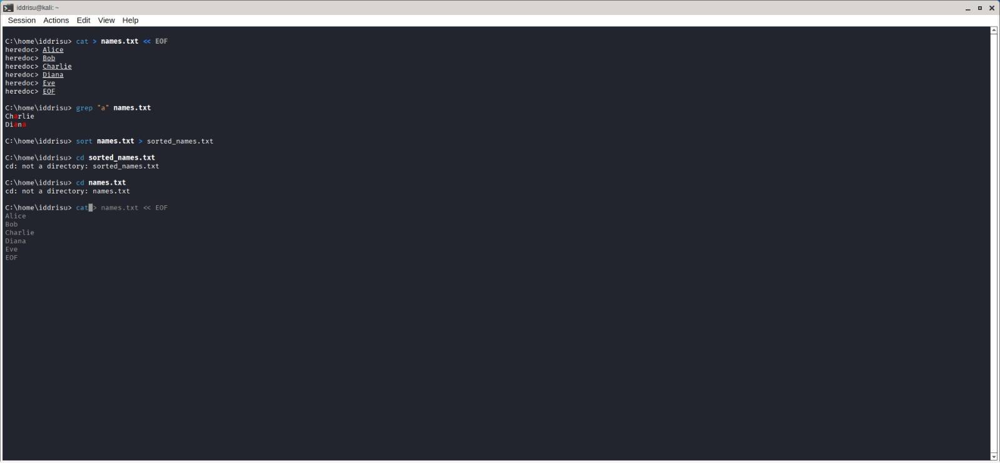 iddrisu@kali: ~
Session Actions Edit View Help
C:\home\iddrisu> cat > names.txt << EOF
heredoc> Alice
heredoc> Bob
heredoc> Charlie
heredoc> Diana
heredoc> Eve
heredoc> EOF
C:\home\iddrisu> grep "a" names.txt
Charlie
Diana
C:\home\iddrisu> sort names.txt > sorted_names.txt
C:\home\iddrisu> cd sorted_names.txt
cd: not a directory: sorted_names.txt
C:\home\iddrisu> cd names.txt
cd: not a directory: names.txt
C:\home\iddrisu> cat > names.txt << EOF
Alice
Bob
Charlie
Diana
Eve
EOF